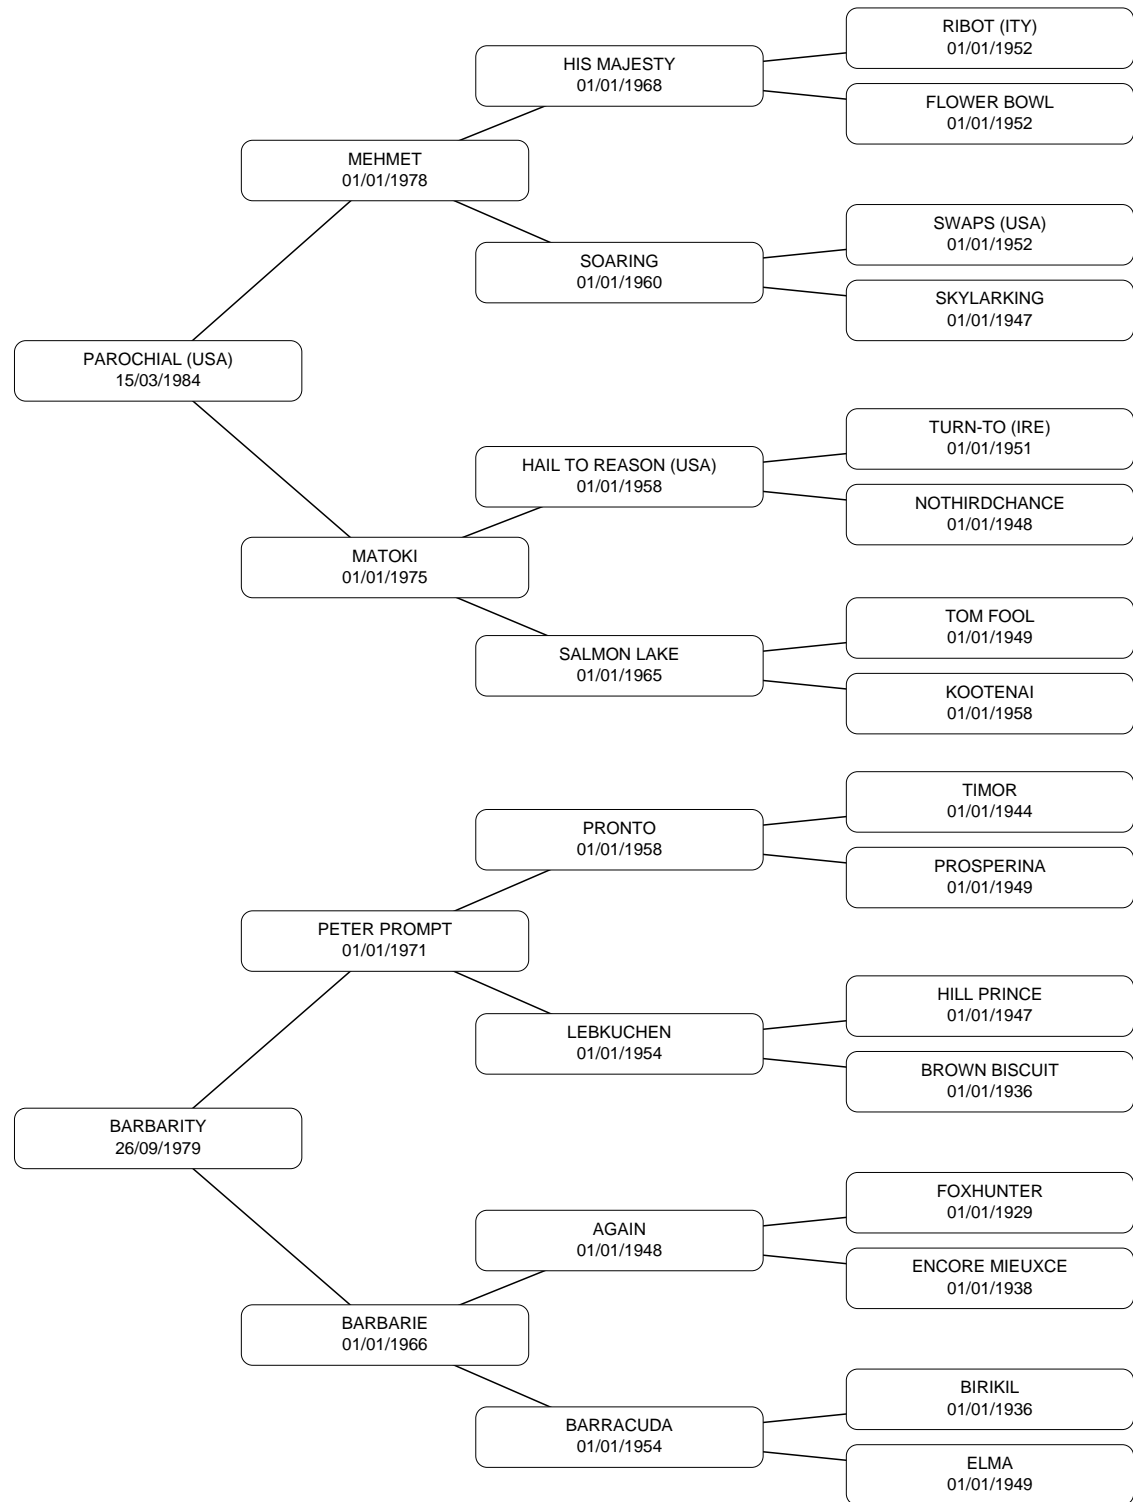 RIBOT (ITY)
01/01/1952
HIS MAJESTY
01/01/1968
FLOWER BOWL
01/01/1952
MEHMET
01/01/1978
SWAPS (USA)
01/01/1952
SOARING
01/01/1960
SKYLARKING
01/01/1947
PAROCHIAL (USA)
15/03/1984
TURN-TO (IRE)
01/01/1951
HAIL TO REASON (USA)
01/01/1958
NOTHIRDCHANCE
01/01/1948
MATOKI
01/01/1975
TOM FOOL
01/01/1949
SALMON LAKE
01/01/1965
KOOTENAI
01/01/1958
TIMOR
01/01/1944
PRONTO
01/01/1958
PROSPERINA
01/01/1949
PETER PROMPT
01/01/1971
HILL PRINCE
01/01/1947
LEBKUCHEN
01/01/1954
BROWN BISCUIT
01/01/1936
BARBARITY
26/09/1979
FOXHUNTER
01/01/1929
AGAIN
01/01/1948
ENCORE MIEUXCE
01/01/1938
BARBARIE
01/01/1966
BIRIKIL
01/01/1936
BARRACUDA
01/01/1954
ELMA
01/01/1949